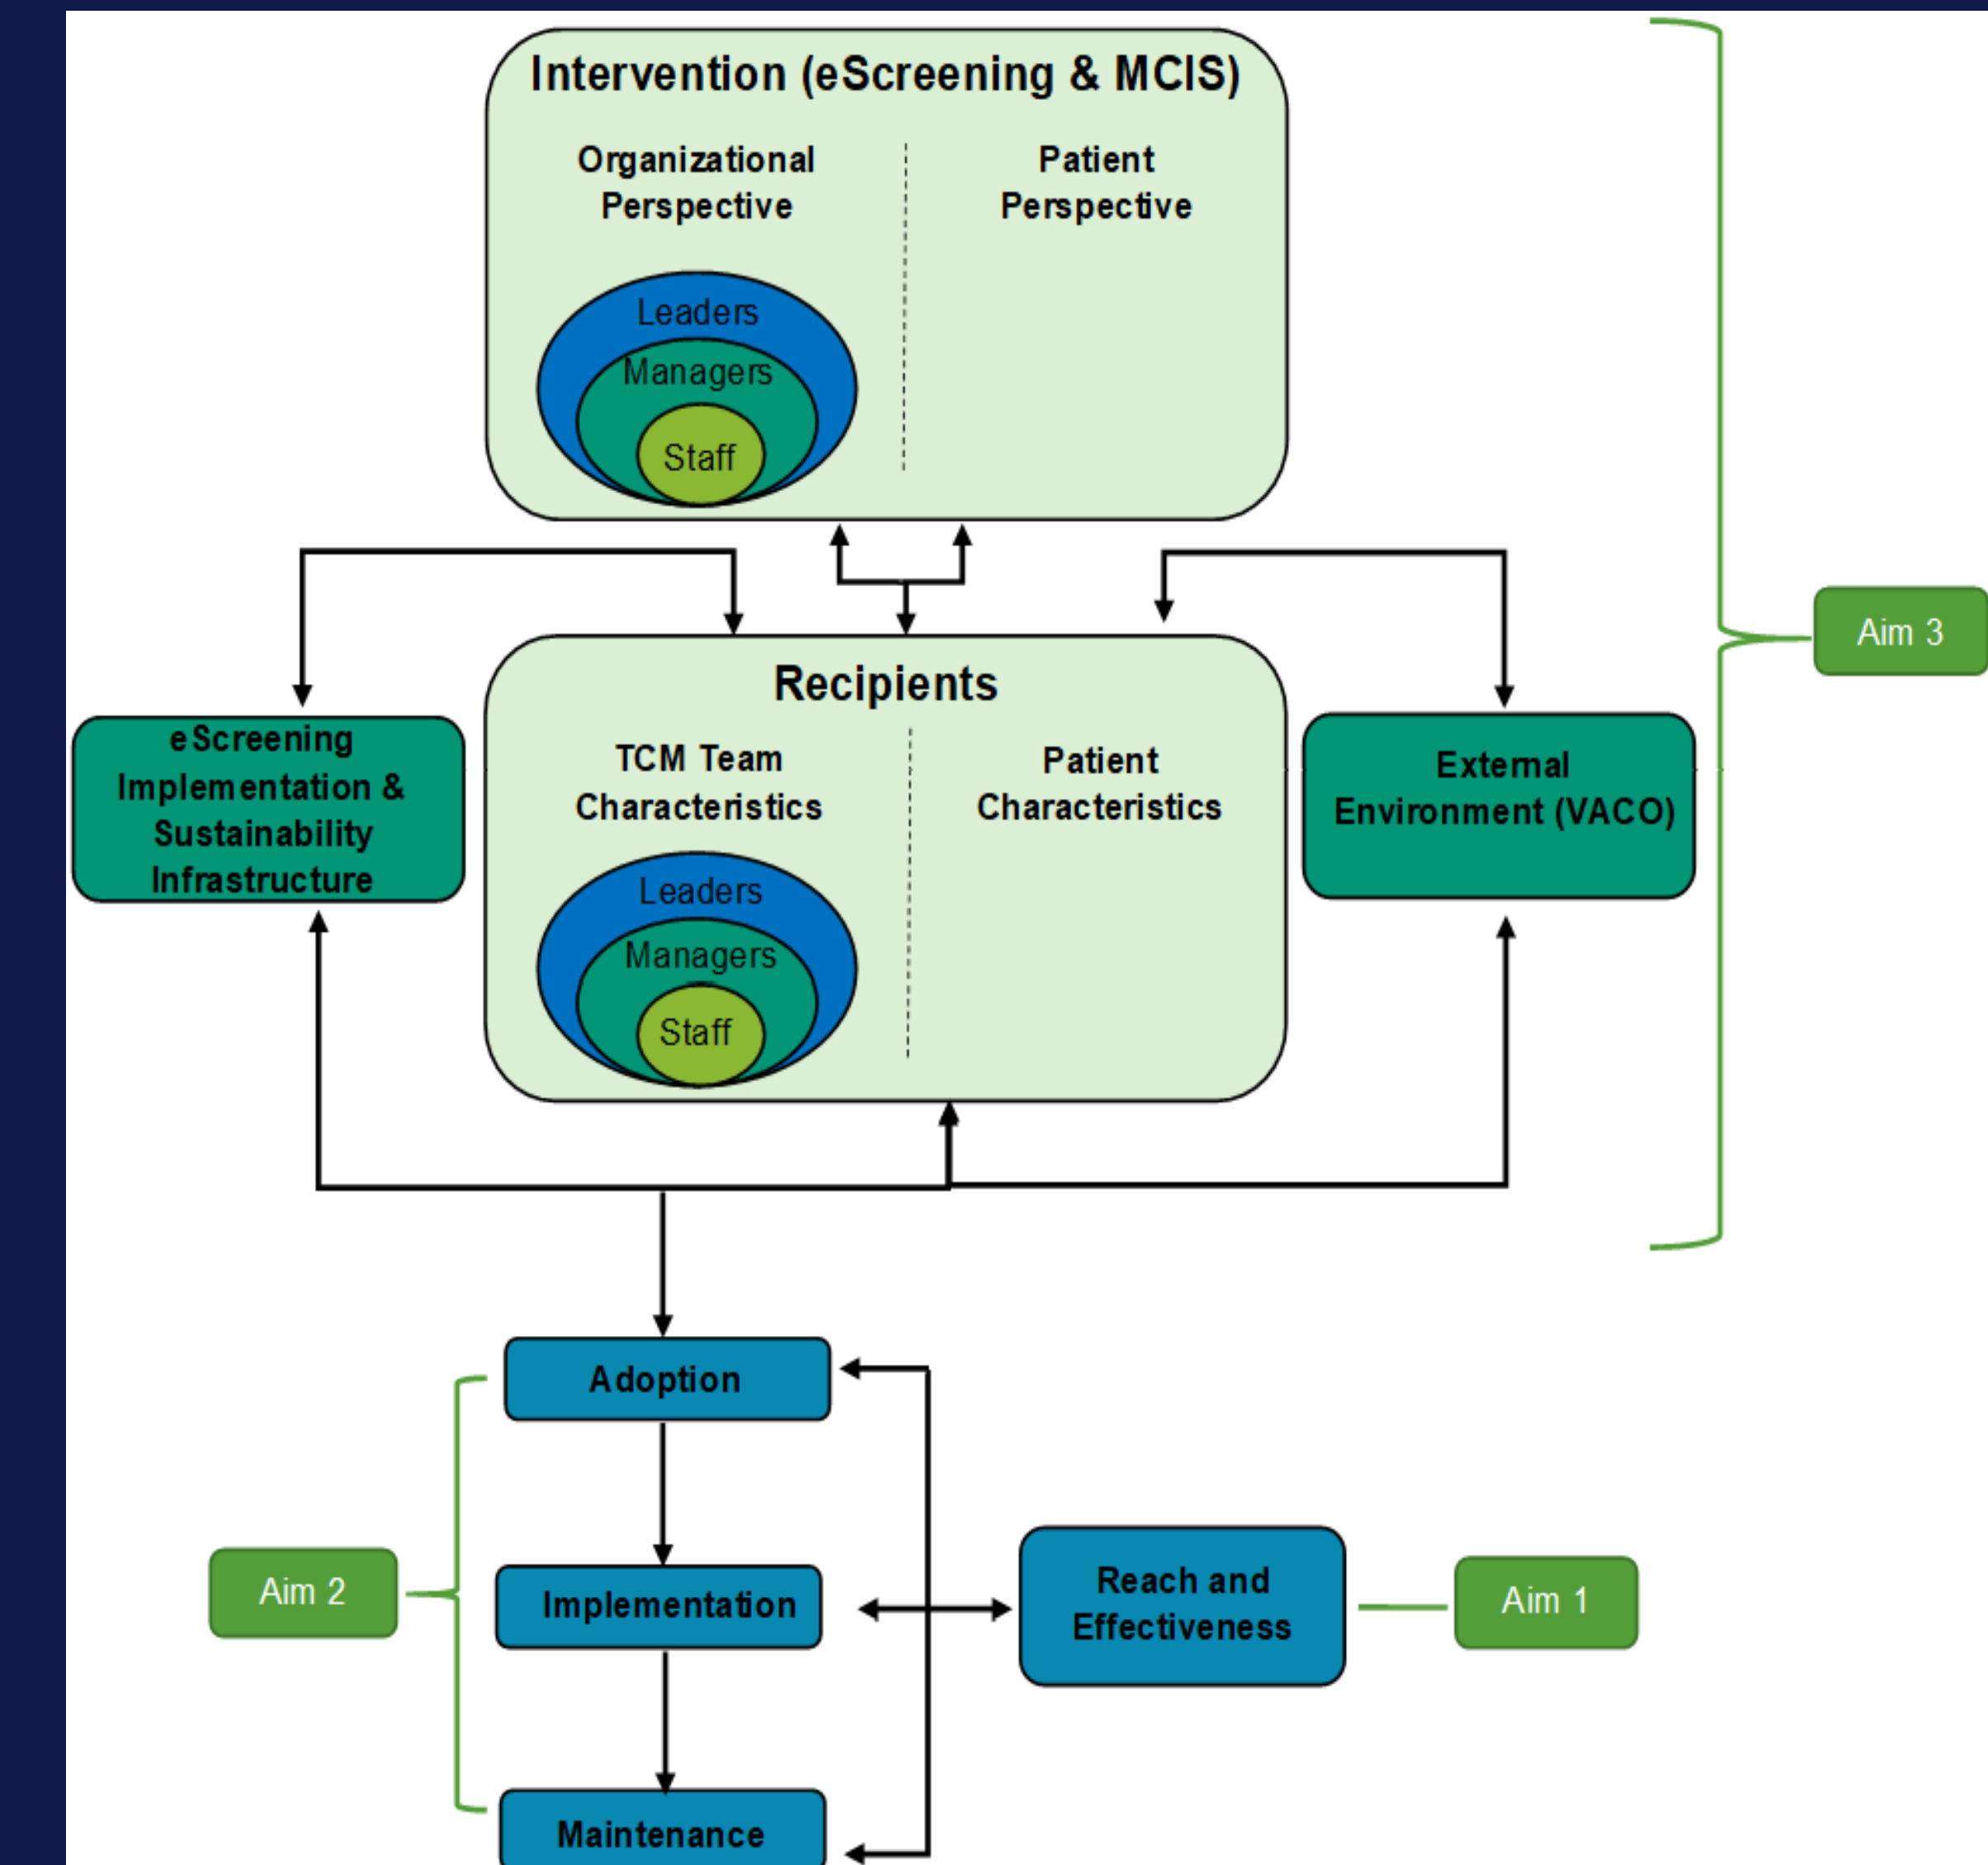 Intervention (eScreening & MCIS)
Organizational
Perspective
Patient
Perspective
Leaders
Managers
Staff
Aim 3
Recipients
TCM Team
Characteristics
Patient
Characteristics
Leaders
Managers
Staff
eScreening
Implementation &
Sustainability
Infrastructure
External
Environment (VACO)
Adoption
Implementation
Maintenance
Aim 2
Reach and
Effectiveness
Aim 1